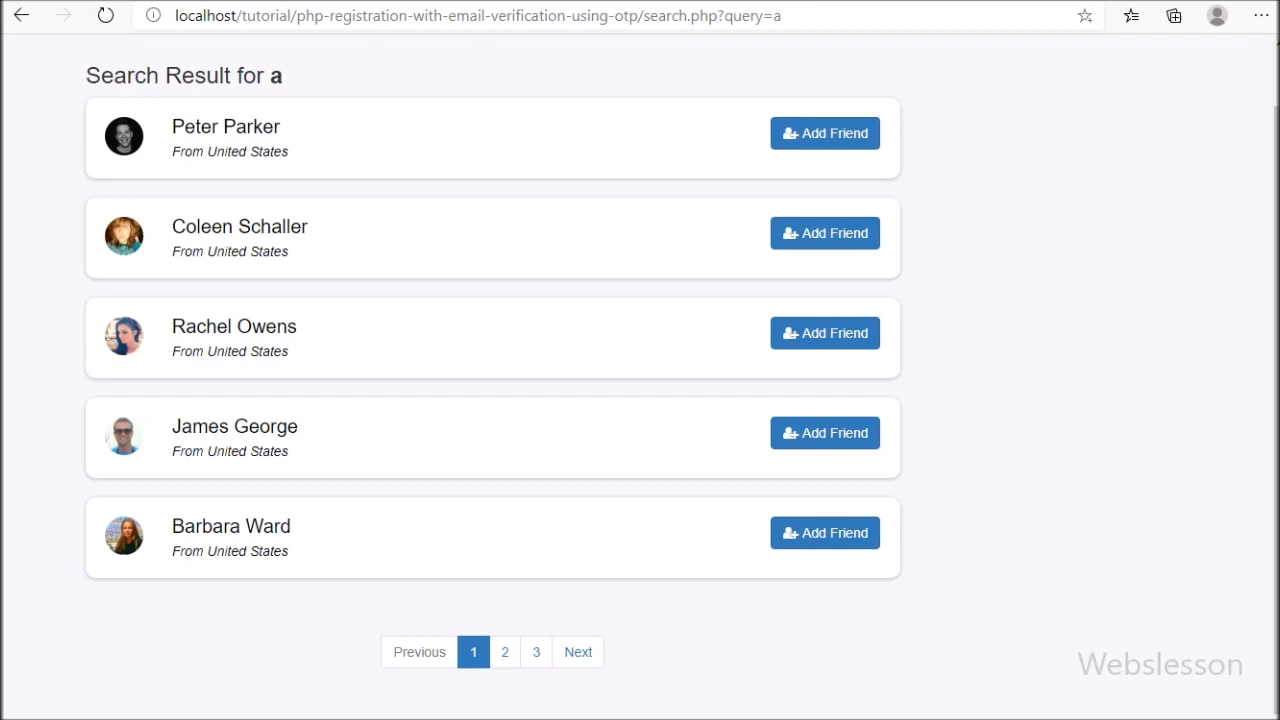 localhost/tutorial/php-registration-with-email-verification-using-otp/search.php?query=a
Search Result for a
Peter Parker
From United States
Add Friend
Coleen Schaller
From United States
Add Friend
Rachel Owens
From United States
Add Friend
James George
From United States
Add Friend
Barbara Ward
From United States
Add Friend
Previous 1 2 3 Next
Webslesson